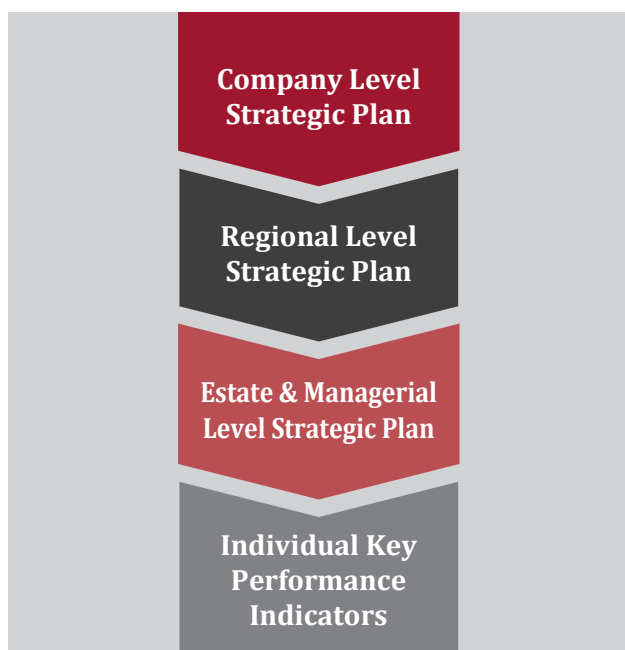 Company Level
Strategic Plan
Regional Level
Strategic Plan
Estate & Managerial
Level Strategic Plan
Individual Key
Performance
Indicators